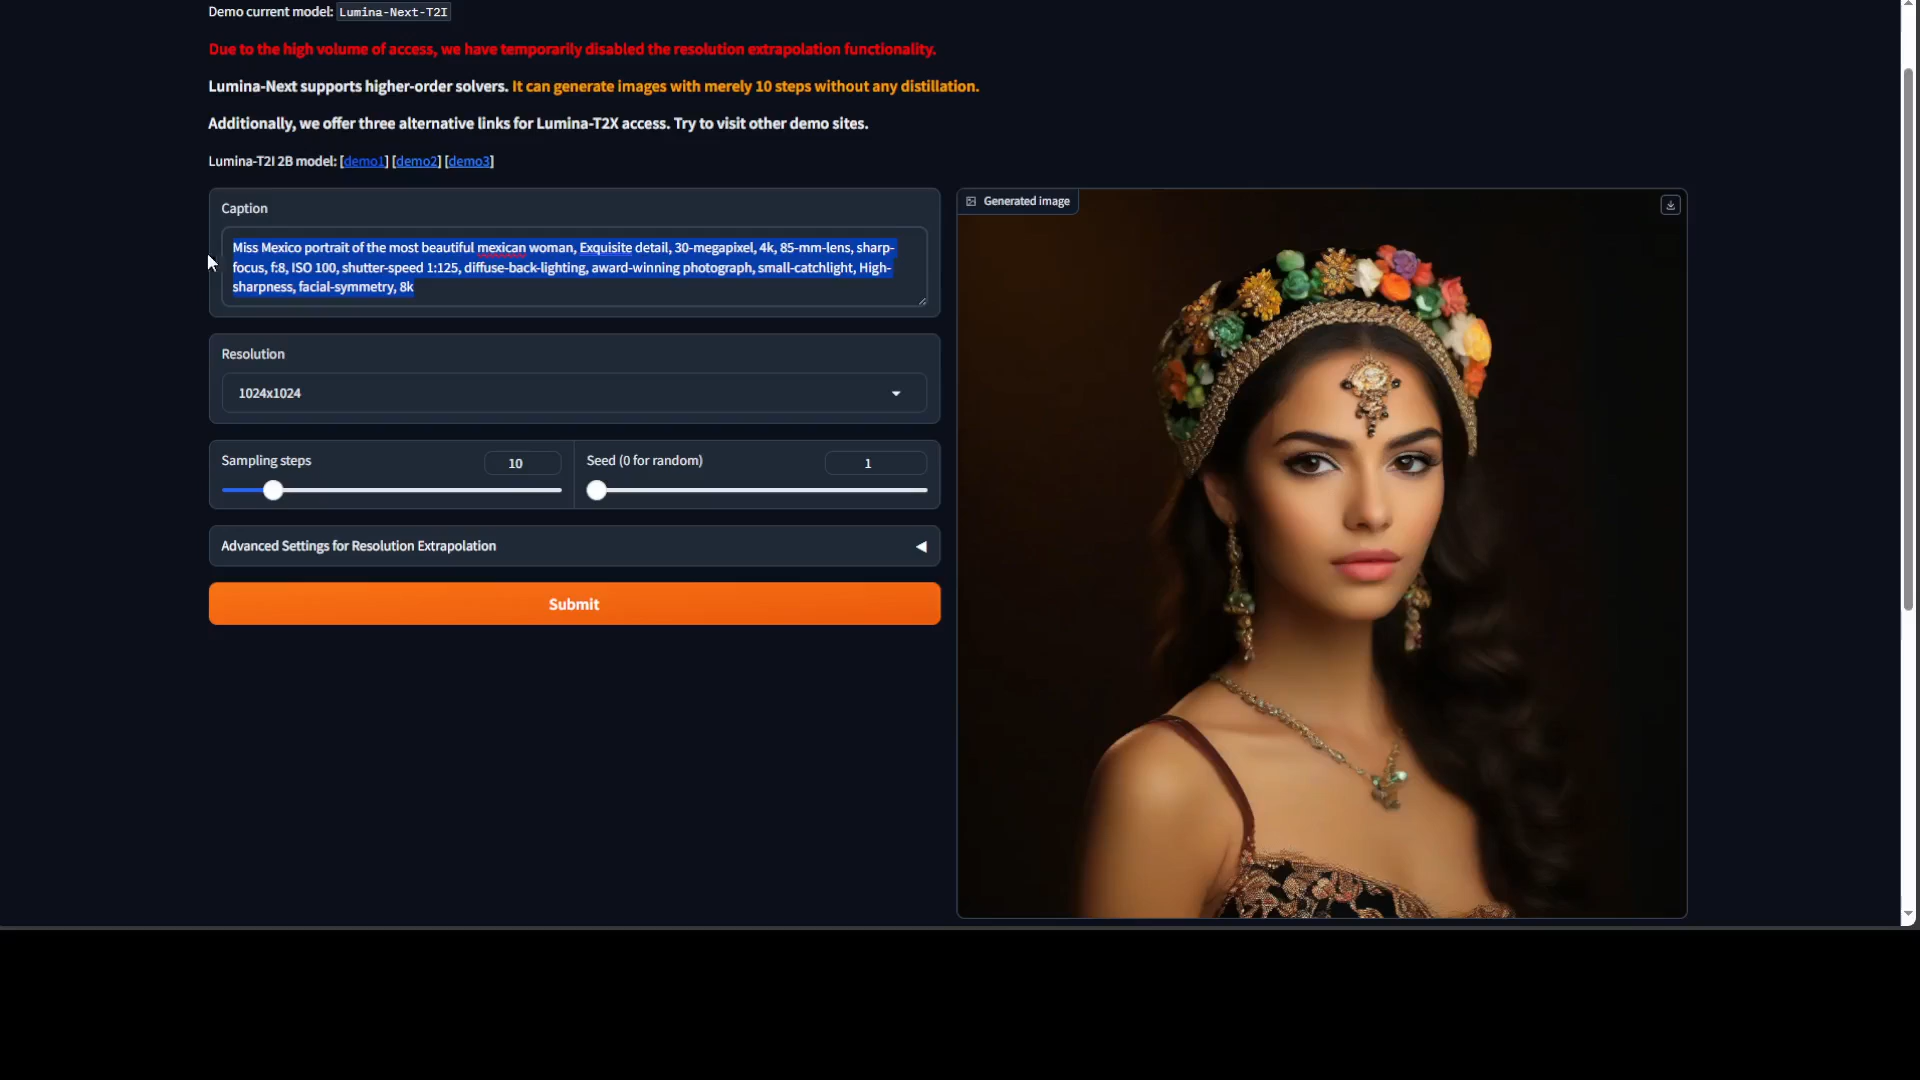 Demo current model: Lumina-Next-T2I
Due to the high volume of access, we have temporarily disabled the resolution extrapolation functionality.
Lumina-Next supports higher-order solvers. It can generate images with merely 10 steps without any distillation.
Additionally, we offer three alternative links for Lumina-T2X access. Try to visit other demo sites.
Lumina-T2I 2B model: [demo1] [demo2] [demo3]
Caption
Miss Mexico portrait of the most beautiful mexican woman, Exquisite detail, 30-megapixel, 4k, 85-mm-lens, sharp-
focus, f:8, ISO 100, shutter-speed 1:125, diffuse-back-lighting, award-winning photograph, small-catchlight, High-
sharpness, facial-symmetry, 8k
Resolution
1024x1024
Sampling steps
10
Seed (0 for random)
1
Advanced Settings for Resolution Extrapolation
Submit
Generated image